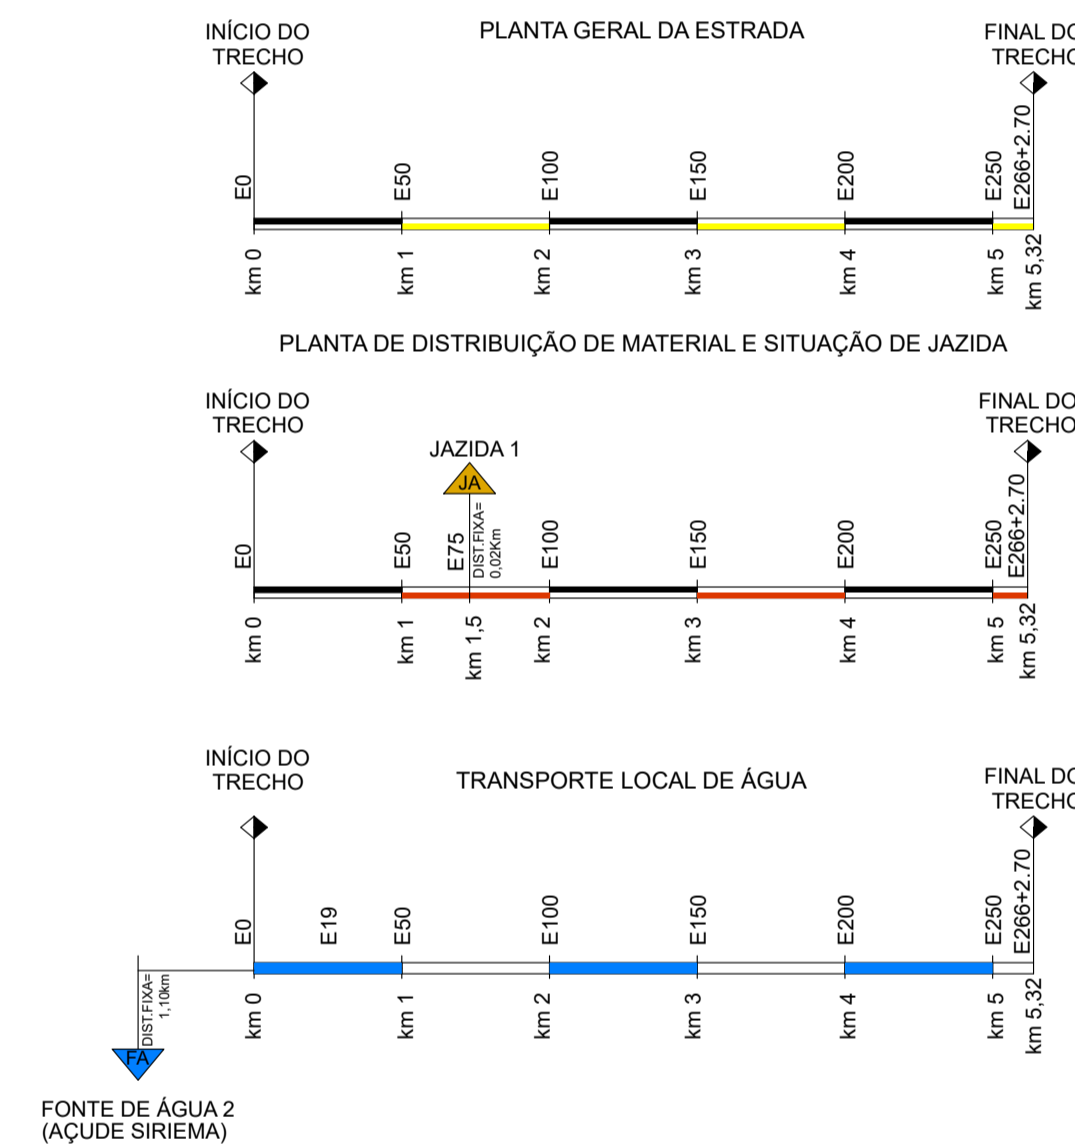 PLANTA GERAL DA ESTRADA
INÍCIO DO
TRECHO
FINAL DO
TRECHO
E0
E50
E100
E150
E200
E250
E266+2.70
km 0
km 1
km 2
km 3
km 4
km 5
km 5,32
PLANTA DE DISTRIBUIÇÃO DE MATERIAL E SITUAÇÃO DE JAZIDA
INÍCIO DO
TRECHO
FINAL DO
TRECHO
JAZIDA 1
JA
E0
E50
E75
DIST.FIXA=
0,02Km
E100
E150
E200
E250
E266+2.70
km 0
km 1
km 1,5
km 2
km 3
km 4
km 5
km 5,32
INÍCIO DO
TRECHO
TRANSPORTE LOCAL DE ÁGUA
FINAL DO
TRECHO
E0
E19
E50
E100
E150
E200
E250
E266+2.70
DIST.FIXA=
1,10km
km 0
km 1
km 2
km 3
km 4
km 5
km 5,32
FA
FONTE DE ÁGUA 2
(AÇUDE SIRIEMA)